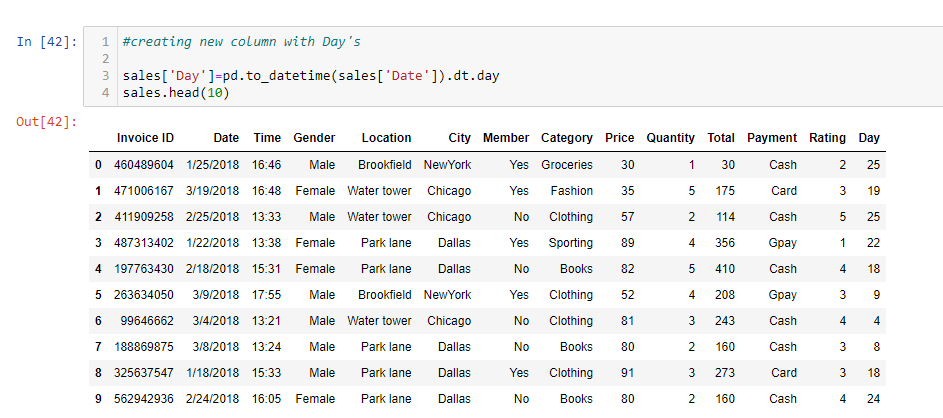 In [42]:
1 #creating new column with Day's
2
3 sales['Day']=pd.to_datetime(sales['Date']).dt.day
4 sales.head(10)
Out[42]:
Invoice ID Date Time Gender Location City Member Category Price Quantity Total Payment Rating Day
0 460489604 1/25/2018 16:46 Male Brookfield NewYork Yes Groceries 30 1 30 Cash 2 25
1 471006167 3/19/2018 16:48 Female Water tower Chicago Yes Fashion 35 5 175 Card 3 19
2 411909258 2/25/2018 13:33 Male Water tower Chicago No Clothing 57 2 114 Cash 5 25
3 487313402 1/22/2018 13:38 Female Park lane Dallas Yes Sporting 89 4 356 Gpay 1 22
4 197763430 2/18/2018 15:31 Female Park lane Dallas No Books 82 5 410 Cash 4 18
5 263634050 3/9/2018 17:55 Male Brookfield NewYork Yes Clothing 52 4 208 Gpay 3 9
6 99646662 3/4/2018 13:21 Male Water tower Chicago No Clothing 81 3 243 Cash 4 4
7 188869875 3/8/2018 13:24 Male Park lane Dallas No Books 80 2 160 Cash 3 8
8 325637547 1/18/2018 15:33 Male Park lane Dallas Yes Clothing 91 3 273 Card 3 18
9 562942936 2/24/2018 16:05 Female Park lane Dallas No Books 80 2 160 Cash 4 24